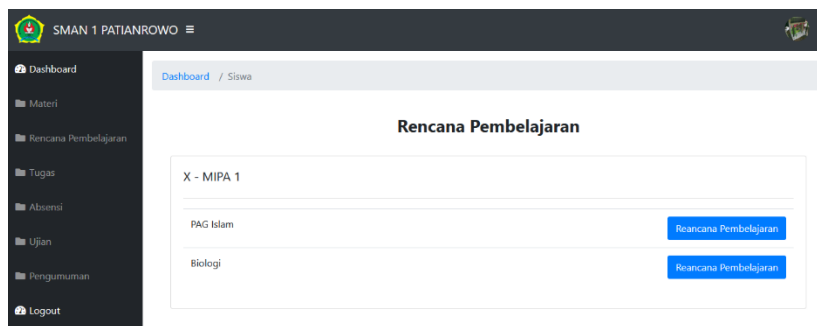 SMAN 1 PATIANROWO
Dashboard
Materi
Rencana Pembelajaran
Tugas
Absensi
Ujian
Pengumuman
Logout
Dashboard / Siswa
Rencana Pembelajaran
X - MIPA 1
PAG Islam Reancana Pembelajaran
Biologi Reancana Pembelajaran